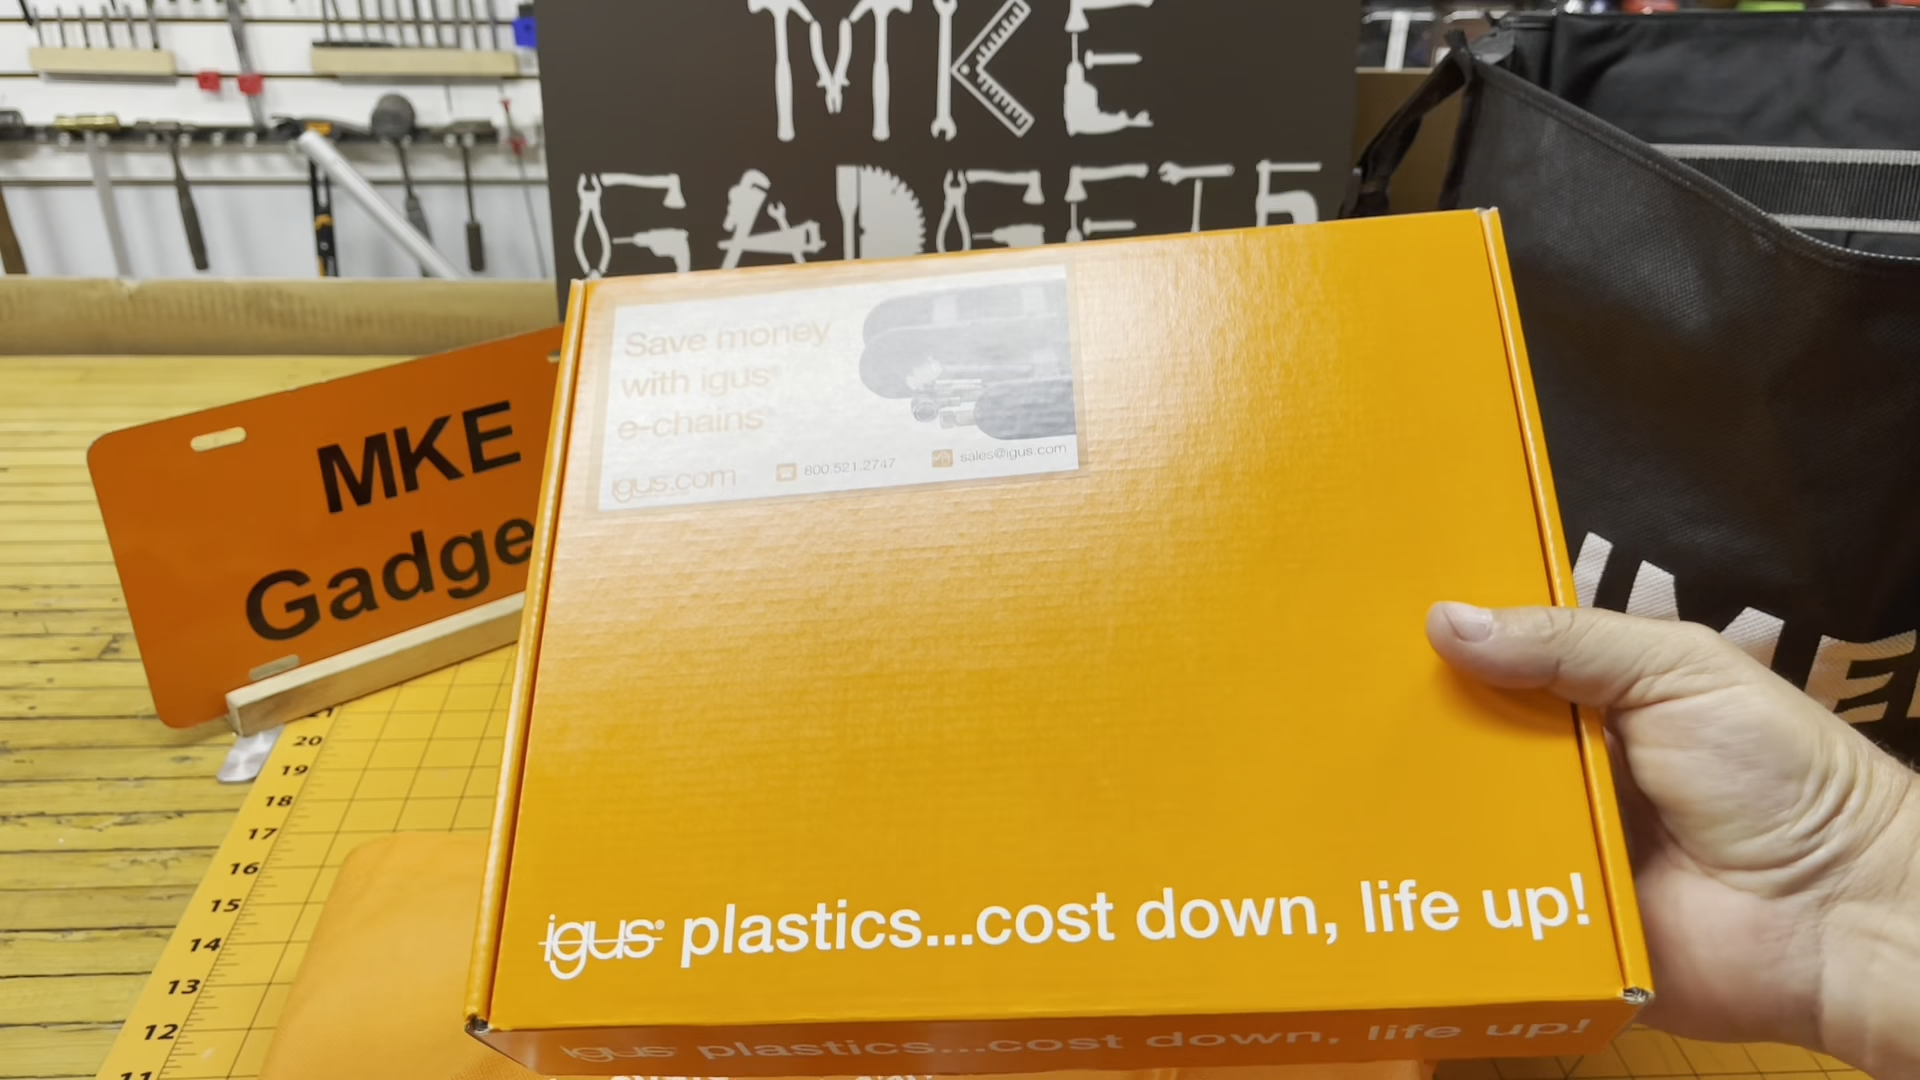 MKE
GADGETS
MKE
Gadge
Save money
with igus®
e-chains®
igus.com 800.521.2747 sales@igus.com
igus® plastics...cost down, life up!
igus® plastics...cost down, life up!
21
20
19
18
17
16
15
14
13
12
11